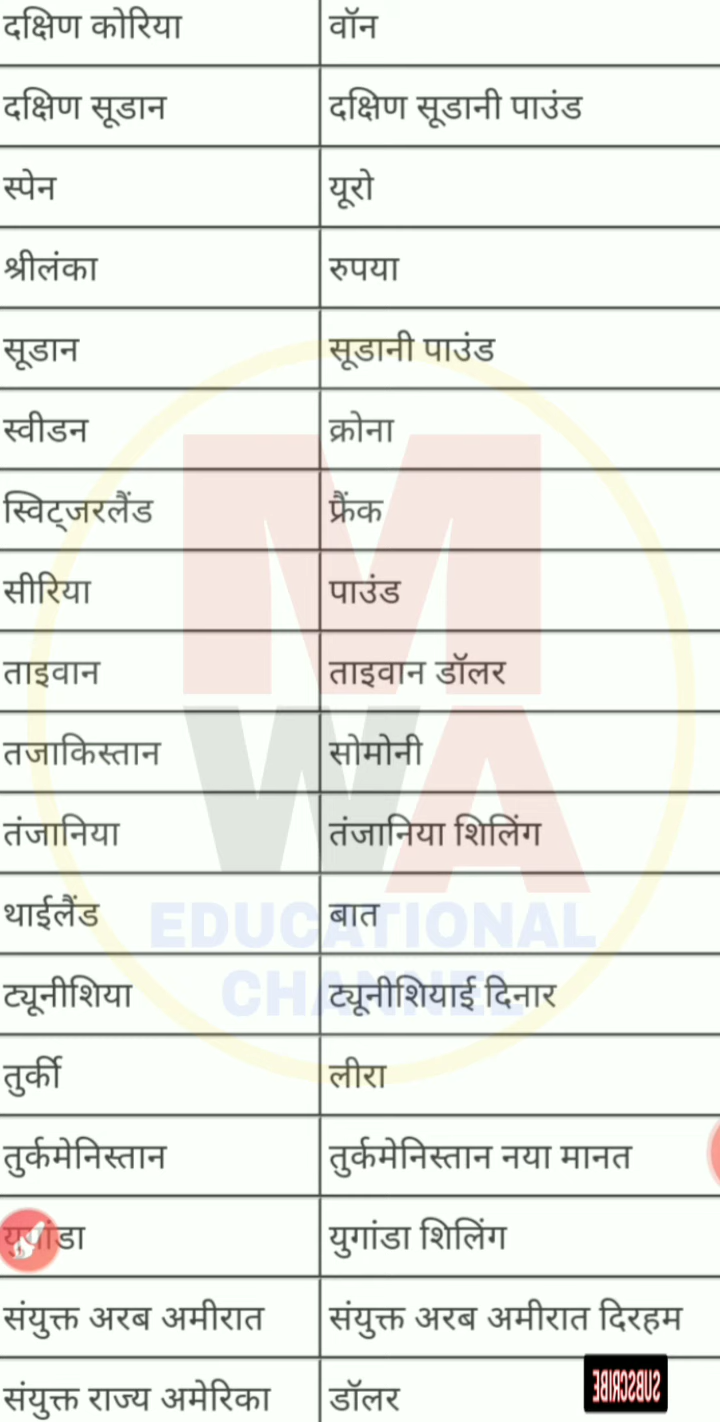 दक्षिण कोरिया वॉन
दक्षिण सूडान दक्षिण सूडानी पाउंड
स्पेन यूरो
श्रीलंका रुपया
सूडान सूडानी पाउंड
स्वीडन क्रोना
स्विट्जरलैंड फ्रैंक
सीरिया पाउंड
ताइवान ताइवान डॉलर
तजाकिस्तान सोमोनी
तंजानिया तंजानिया शिलिंग
थाईलैंड बात
ट्यूनीशिया ट्यूनीशियाई दिनार
तुर्की लीरा
तुर्कमेनिस्तान तुर्कमेनिस्तान नया मानत
युगांडा युगांडा शिलिंग
संयुक्त अरब अमीरात संयुक्त अरब अमीरात दिरहम
संयुक्त राज्य अमेरिका डॉलर
MWA
EDUCATIONAL
CHANNEL
SUBSCRIBE